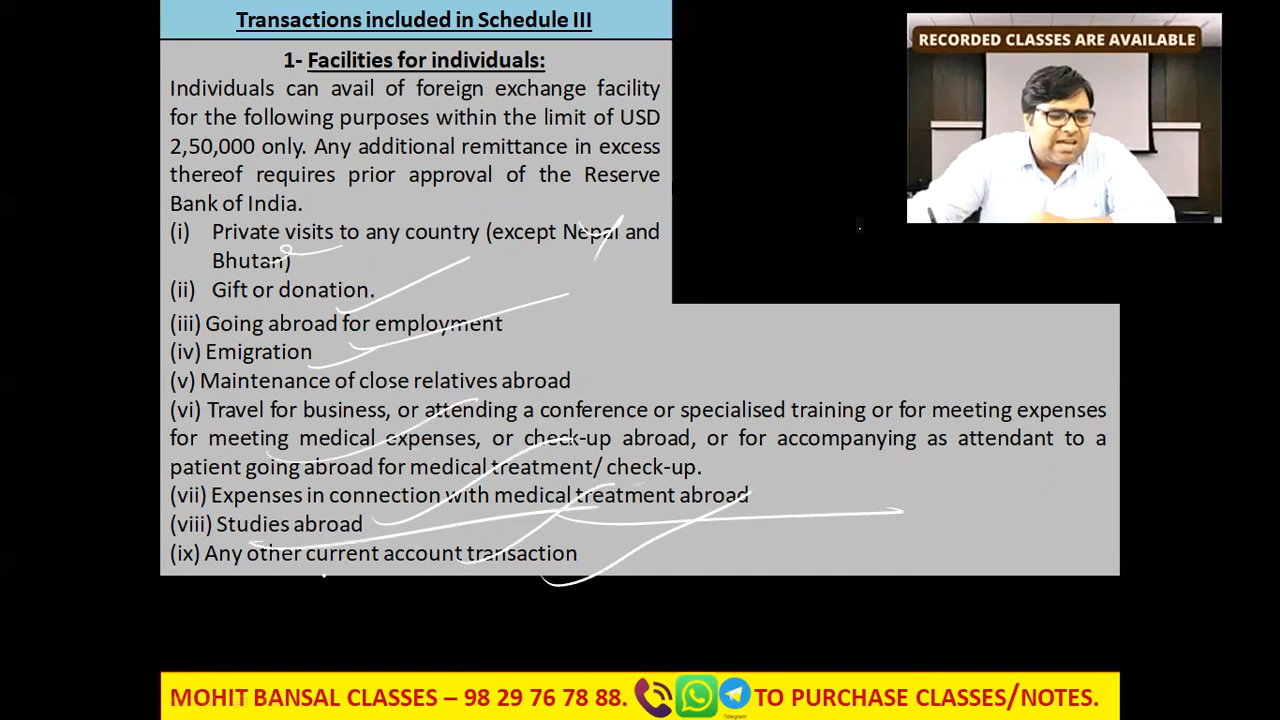 Transactions included in Schedule III
RECORDED CLASSES ARE AVAILABLE
1- Facilities for individuals:
Individuals can avail of foreign exchange facility
for the following purposes within the limit of USD
2,50,000 only. Any additional remittance in excess
thereof requires prior approval of the Reserve
Bank of India.
(i) Private visits to any country (except Nepal and
Bhutan)
(ii) Gift or donation.
(iii) Going abroad for employment
(iv) Emigration
(v) Maintenance of close relatives abroad
(vi) Travel for business, or attending a conference or specialised training or for meeting expenses
for meeting medical expenses, or check-up abroad, or for accompanying as attendant to a
patient going abroad for medical treatment/ check-up.
(vii) Expenses in connection with medical treatment abroad
(viii) Studies abroad
(ix) Any other current account transaction
MOHIT BANSAL CLASSES – 98 29 76 78 88. TO PURCHASE CLASSES/NOTES.